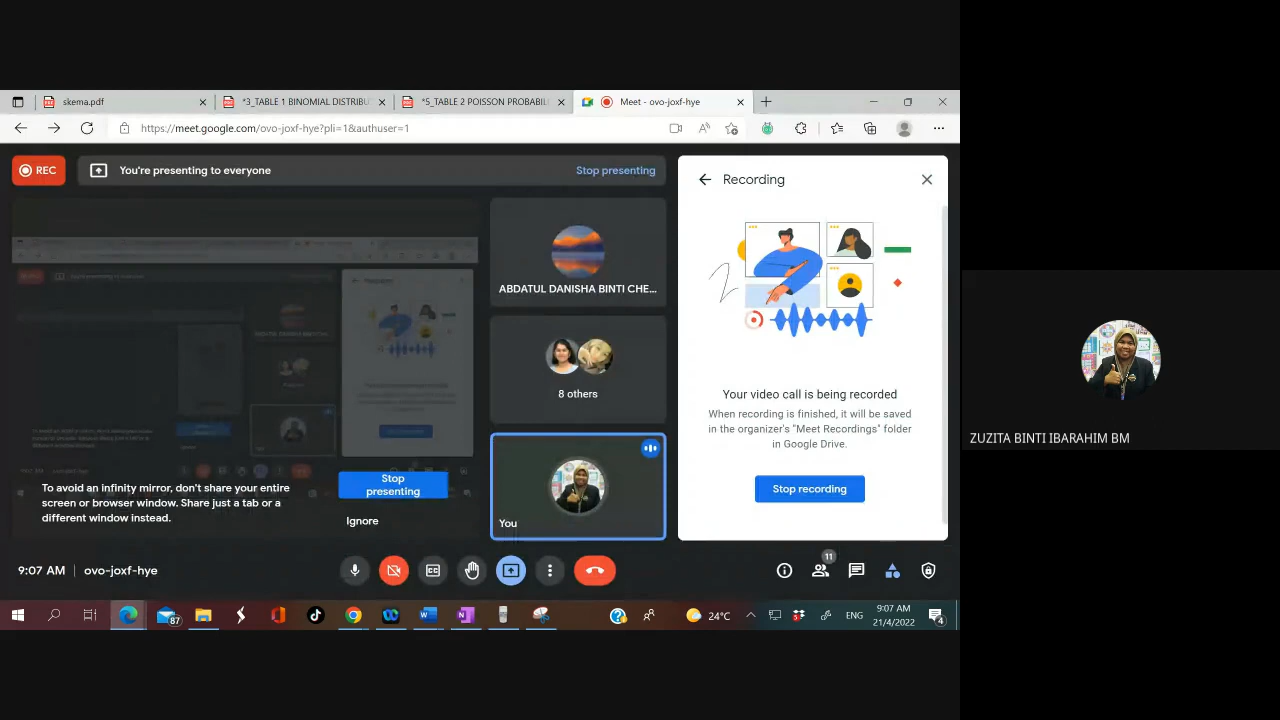 skema.pdf
*3_TABLE 1 BINOMIAL DISTRIBU
*5_TABLE 2 POISSON PROBABIL
Meet - ovo-joxf-hye
https://meet.google.com/ovo-joxf-hye?pli=1&authuser=1
REC
You're presenting to everyone
Stop presenting
Recording
ABDATUL DANISHA BINTI CHE...
8 others
You
To avoid an infinity mirror, don't share your entire
screen or browser window. Share just a tab or a
different window instead.
Stop
presenting
Ignore
Your video call is being recorded
When recording is finished, it will be saved
in the organizer's "Meet Recordings" folder
in Google Drive.
Stop recording
ZUZITA BINTI IBARAHIM BM
9:07 AM
ovo-joxf-hye
11
87
24°C
ENG
9:07 AM
21/4/2022
4